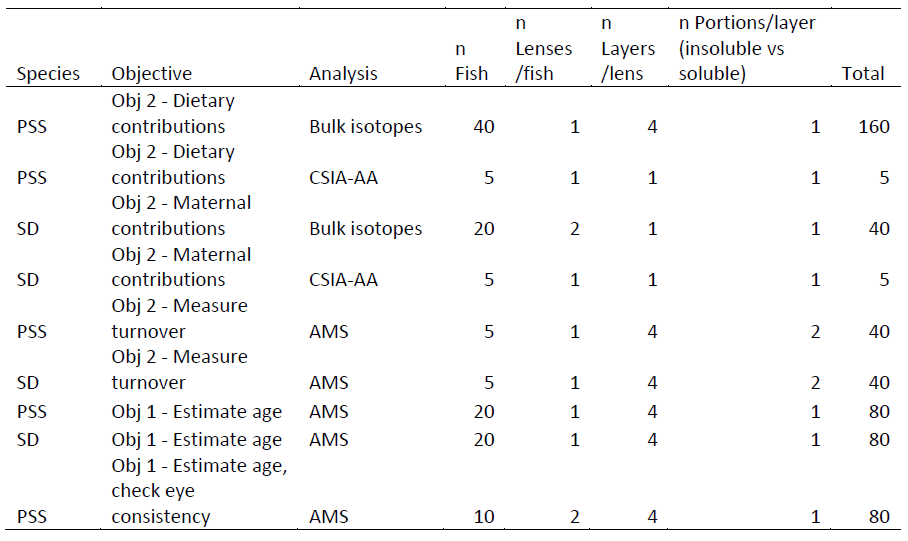 n
n n n Portions/layer
Lenses Layers (insoluble vs
Species Objective Analysis Fish /fish /lens soluble) Total
Obj 2 - Dietary
PSS contributions Bulk isotopes 40 1 4 1 160
Obj 2 - Dietary
PSS contributions CSIA-AA 5 1 1 1 5
Obj 2 - Maternal
SD contributions Bulk isotopes 20 2 1 1 40
Obj 2 - Maternal
SD contributions CSIA-AA 5 1 1 1 5
Obj 2 - Measure
PSS turnover AMS 5 1 4 2 40
Obj 2 - Measure
SD turnover AMS 5 1 4 2 40
PSS Obj 1 - Estimate age AMS 20 1 4 1 80
SD Obj 1 - Estimate age AMS 20 1 4 1 80
Obj 1 - Estimate age,
check eye
PSS consistency AMS 10 2 4 1 80